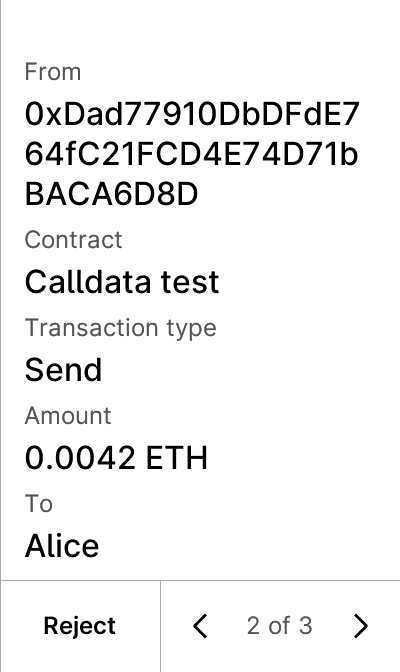 From
0xDad77910DbDFdE7
64fC21FCD4E74D71b
BACA6D8D
Contract
Calldata test
Transaction type
Send
Amount
0.0042 ETH
To
Alice
Reject
2 of 3